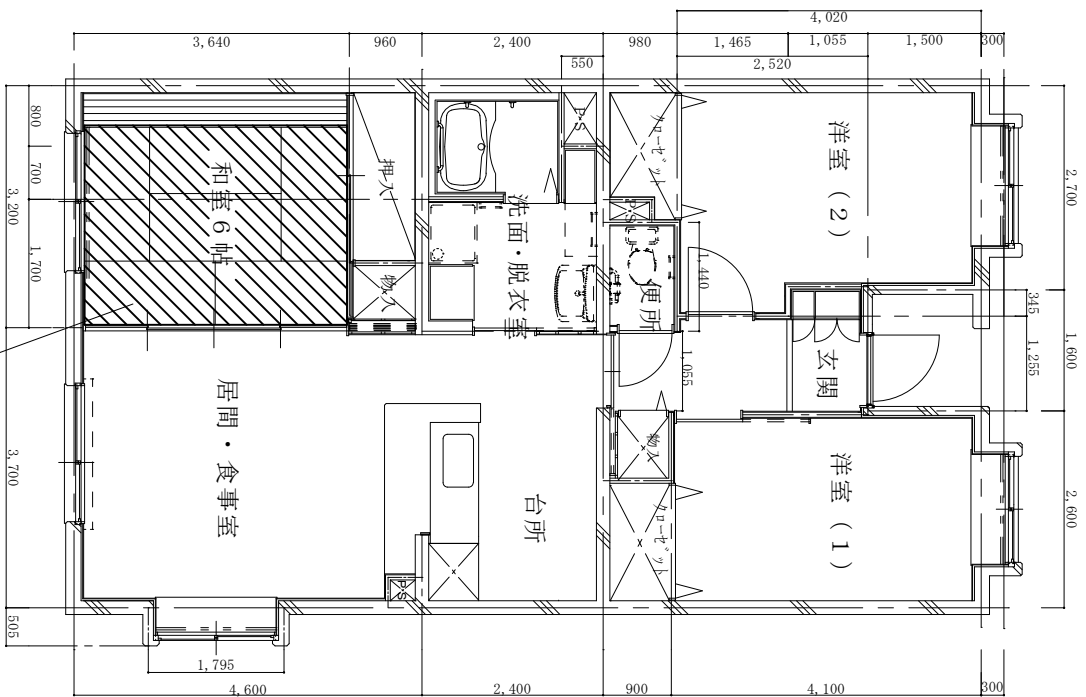 4,020
3,640
960
2,400
980
1,465
1,055
1,500
300
550
2,520
800
700
1,700
3,200
3,700
505
2,700
345
1,600
1,255
2,600
PS
クローゼット
洋室(2)
和室6帖
押入
洗面・脱衣室
PS
1,440
便所
物入
1,055
玄関
居間・食事室
台所
物入
クローゼット
洋室(1)
PS
1,795
4,600
2,400
900
4,100
300